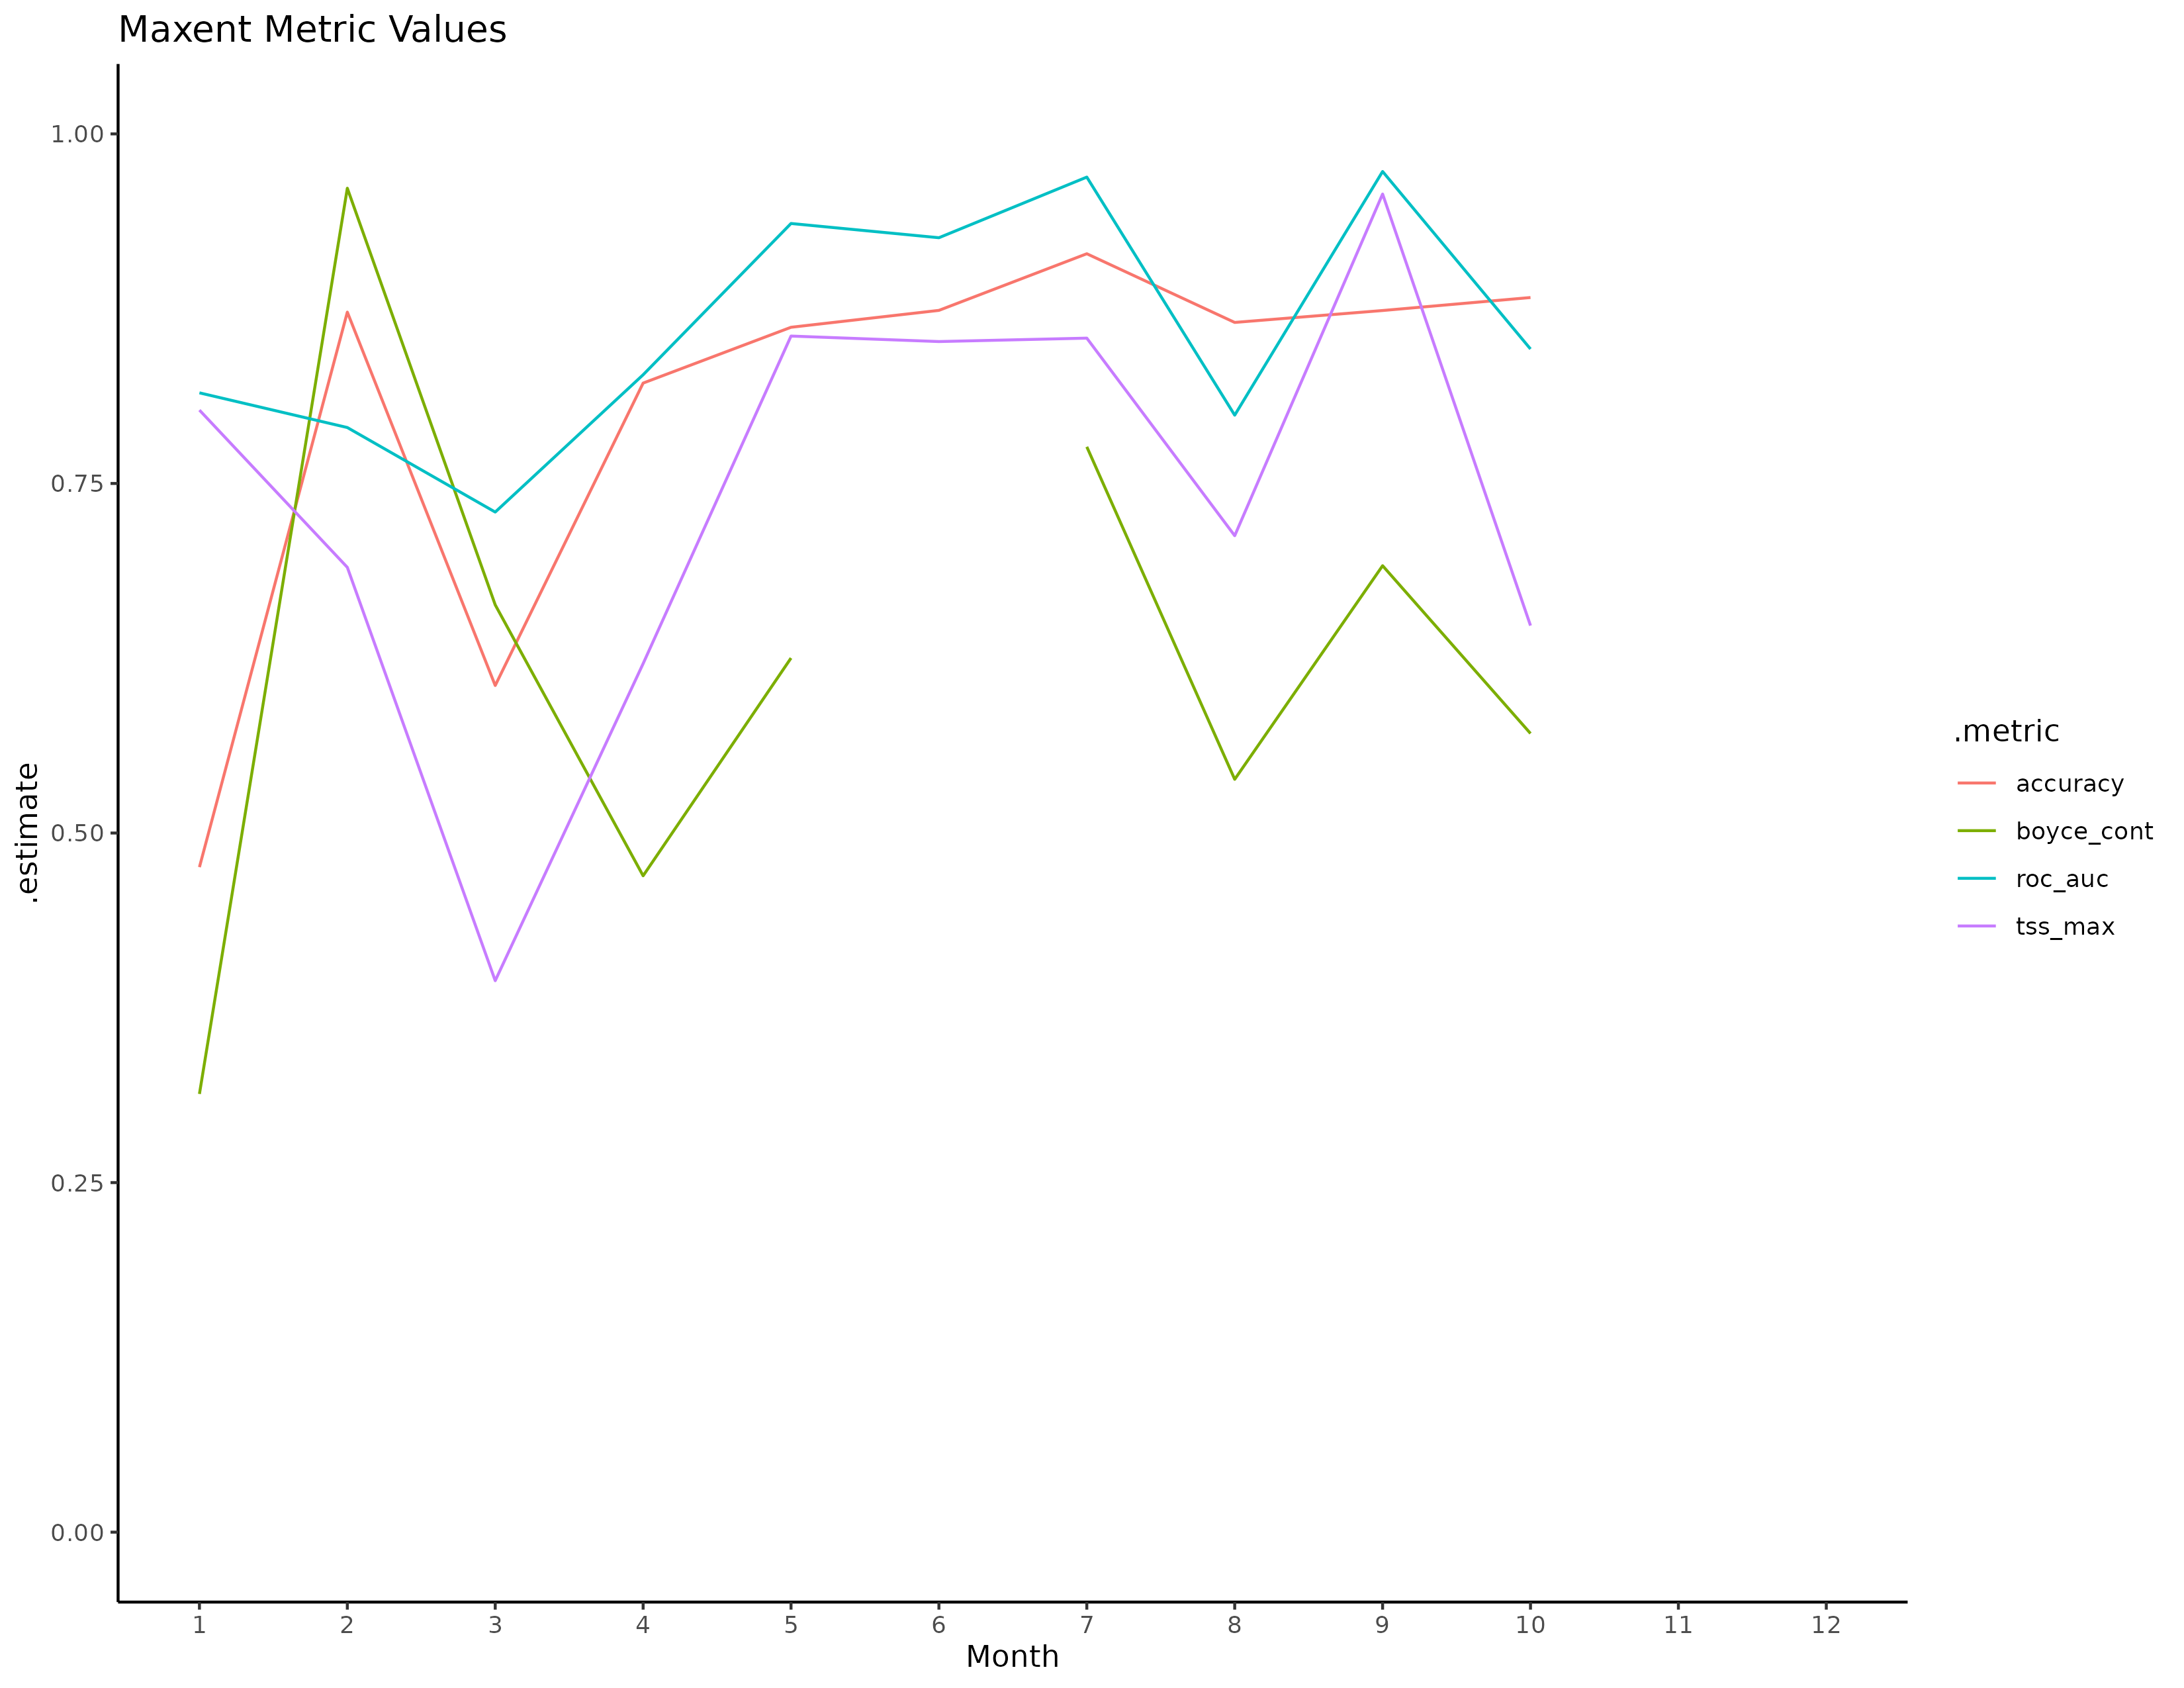 Maxent Metric Values
1.00
0.75
0.50
0.25
0.00
.estimate
1 2 3 4 5 6 7 8 9 10 11 12
Month
.metric
accuracy
boyce_cont
roc_auc
tss_max